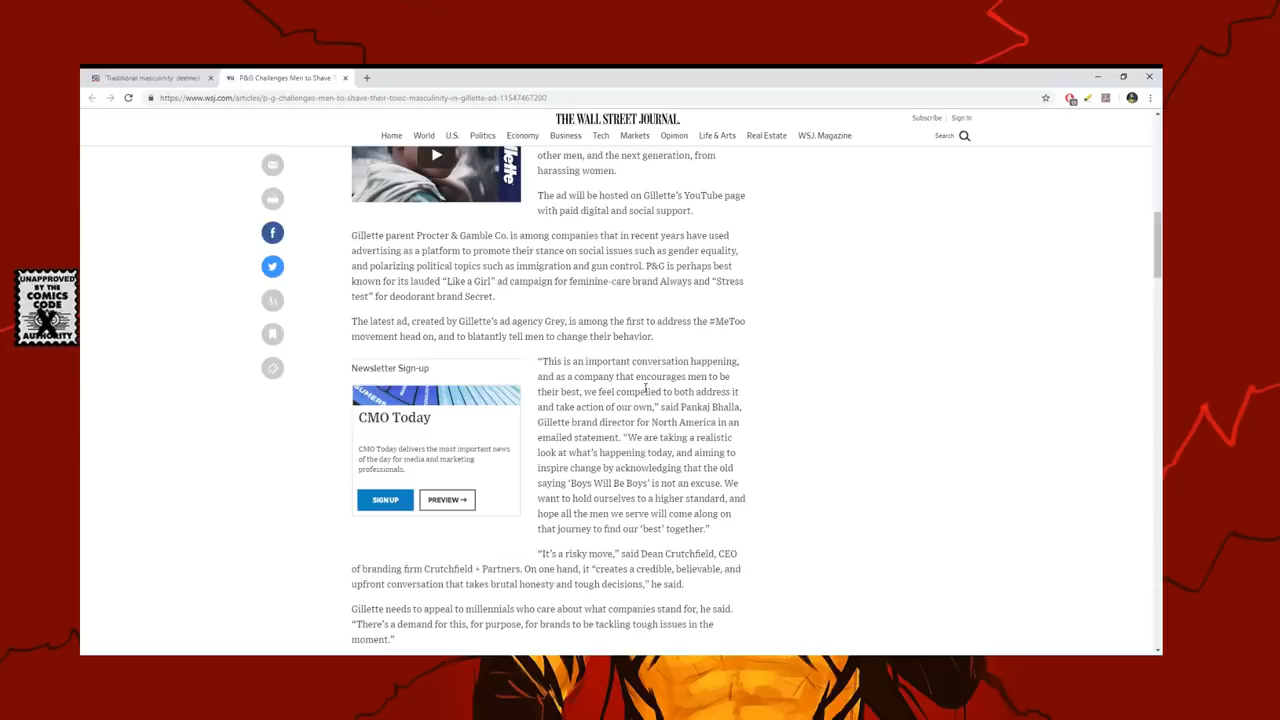 'Traditional masculinity' deemed
P&G Challenges Men to Shave T
https://www.wsj.com/articles/p-g-challenges-men-to-shave-their-toxic-masculinity-in-gillette-ad-11547467200
THE WALL STREET JOURNAL.
Subscribe Sign In
Home World U.S. Politics Economy Business Tech Markets Opinion Life & Arts Real Estate WSJ. Magazine
Search
other men, and the next generation, from
harassing women.
The ad will be hosted on Gillette's YouTube page
with paid digital and social support.
Gillette parent Procter & Gamble Co. is among companies that in recent years have used
advertising as a platform to promote their stance on social issues such as gender equality,
and polarizing political topics such as immigration and gun control. P&G is perhaps best
known for its lauded “Like a Girl” ad campaign for feminine-care brand Always and “Stress
test” for deodorant brand Secret.
The latest ad, created by Gillette's ad agency Grey, is among the first to address the #MeToo
movement head on, and to blatantly tell men to change their behavior.
Newsletter Sign-up
CMO Today
CMO Today delivers the most important news
of the day for media and marketing
professionals.
SIGN UP
PREVIEW →
“This is an important conversation happening,
and as a company that encourages men to be
their best, we feel compelled to both address it
and take action of our own,” said Pankaj Bhalla,
Gillette brand director for North America in an
emailed statement. “We are taking a realistic
look at what's happening today, and aiming to
inspire change by acknowledging that the old
saying ‘Boys Will Be Boys’ is not an excuse. We
want to hold ourselves to a higher standard, and
hope all the men we serve will come along on
that journey to find our ‘best’ together.”
“It's a risky move,” said Dean Crutchfield, CEO
of branding firm Crutchfield + Partners. On one hand, it “creates a credible, believable, and
upfront conversation that takes brutal honesty and tough decisions,” he said.
Gillette needs to appeal to millennials who care about what companies stand for, he said.
“There's a demand for this, for purpose, for brands to be tackling tough issues in the
moment.”
UNAPPROVED
BY THE
COMICS
CODE
AUTHORITY